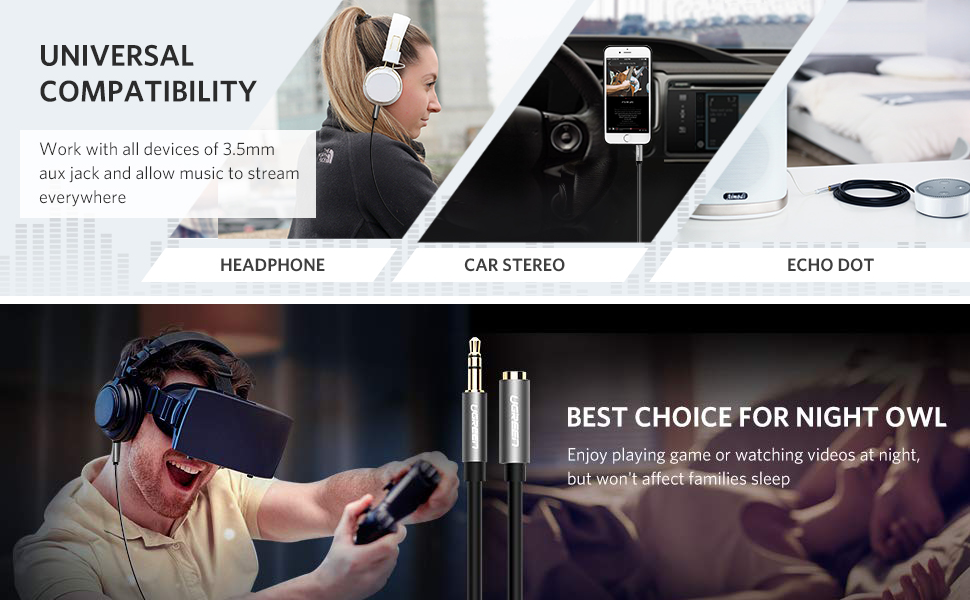 UNIVERSAL
COMPATIBILITY
Work with all devices of 3.5mm
aux jack and allow music to stream
everywhere
HEADPHONE
CAR STEREO
ECHO DOT
UGREEN
UGREEN
BEST CHOICE FOR NIGHT OWL
Enjoy playing game or watching videos at night,
but won't affect families sleep